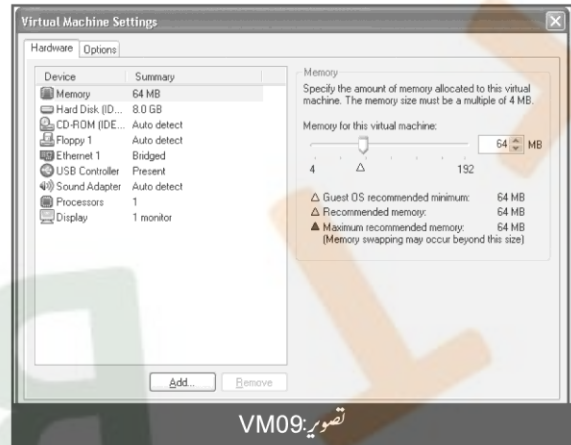 Virtual Machine Settings
Hardware Options
Device Summary
Memory 64 MB
Hard Disk (ID... 8.0 GB
CD-ROM (IDE... Auto detect
Floppy 1 Auto detect
Ethernet 1 Bridged
USB Controller Present
Sound Adapter Auto detect
Processors 1
Display 1 monitor
Add... Remove
Memory
Specify the amount of memory allocated to this virtual
machine. The memory size must be a multiple of 4 MB.
Memory for this virtual machine:
64 MB
4 192
Guest OS recommended minimum: 64 MB
Recommended memory: 64 MB
Maximum recommended memory: 64 MB
(Memory swapping may occur beyond this size)
تصویر:VM09